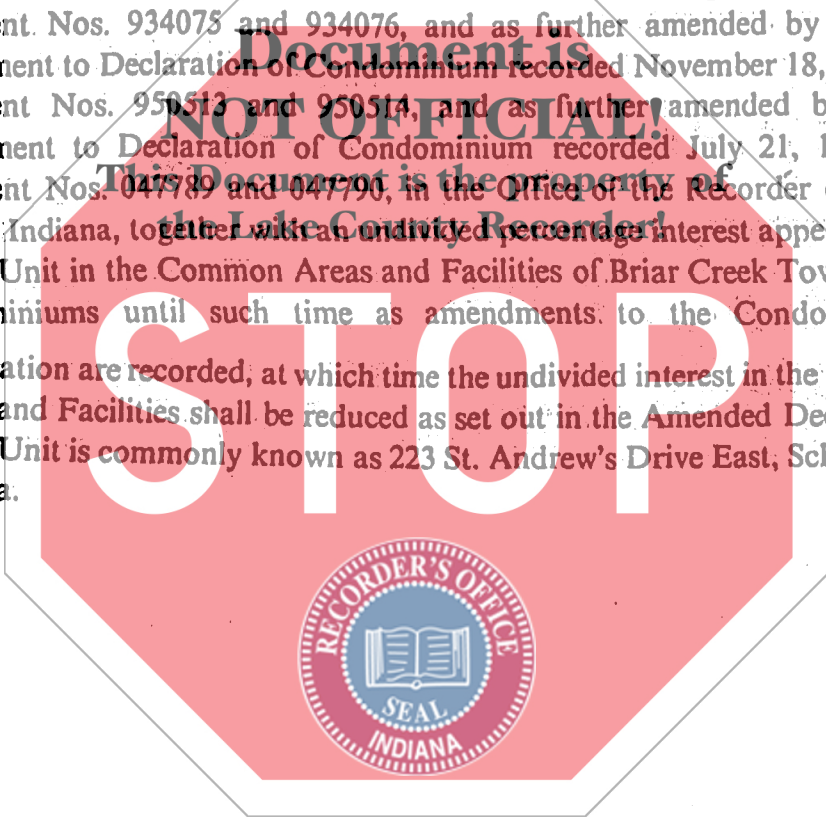 nt. Nos. 934075 and 934076, and as further amended by
Document is
nent to Declaration of Condominium recorded November 18,
nt Nos. 950513 and 950514, and as further amended b
NOT OFFICIAL!
nent to Declaration of Condominium recorded July 21, 1
This Document is the property of
nt Nos. 047789 and 047790, in the Office of the Recorder
the Lake County Recorder!
Indiana, together with an undivided percentage interest appe
Unit in the Common Areas and Facilities of Briar Creek Tov
iniums until such time as amendments to the Condo
STOP
ation are recorded, at which time the undivided interest in the
and Facilities shall be reduced as set out in the Amended Dec
Unit is commonly known as 223 St. Andrew's Drive East, Sch
a.
RECORDER'S OFFICE
SEAL
INDIANA